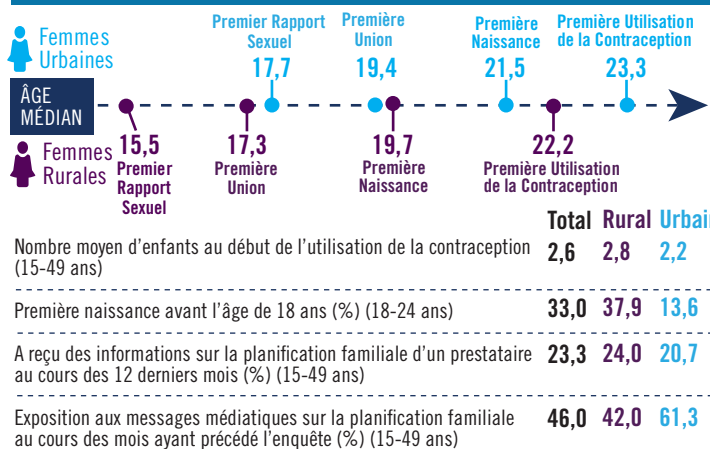 Femmes
Urbaines
Premier Rapport
Sexuel
17,7
Première
Union
19,4
Première
Naissance
21,5
Première Utilisation
de la Contraception
23,3
ÂGE
MÉDIAN
Femmes
Rurales
15,5
Premier
Rapport
Sexuel
17,3
Première
Union
19,7
Première
Naissance
22,2
Première Utilisation
de la Contraception
Total Rural Urbai
Nombre moyen d’enfants au début de l’utilisation de la contraception
(15-49 ans)
2,6 2,8 2,2
Première naissance avant l’âge de 18 ans (%) (18-24 ans) 33,0 37,9 13,6
A reçu des informations sur la planification familiale d’un prestataire
au cours des 12 derniers mois (%) (15-49 ans)
23,3 24,0 20,7
Exposition aux messages médiatiques sur la planification familiale
au cours des mois ayant précédé l’enquête (%) (15-49 ans)
46,0 42,0 61,3